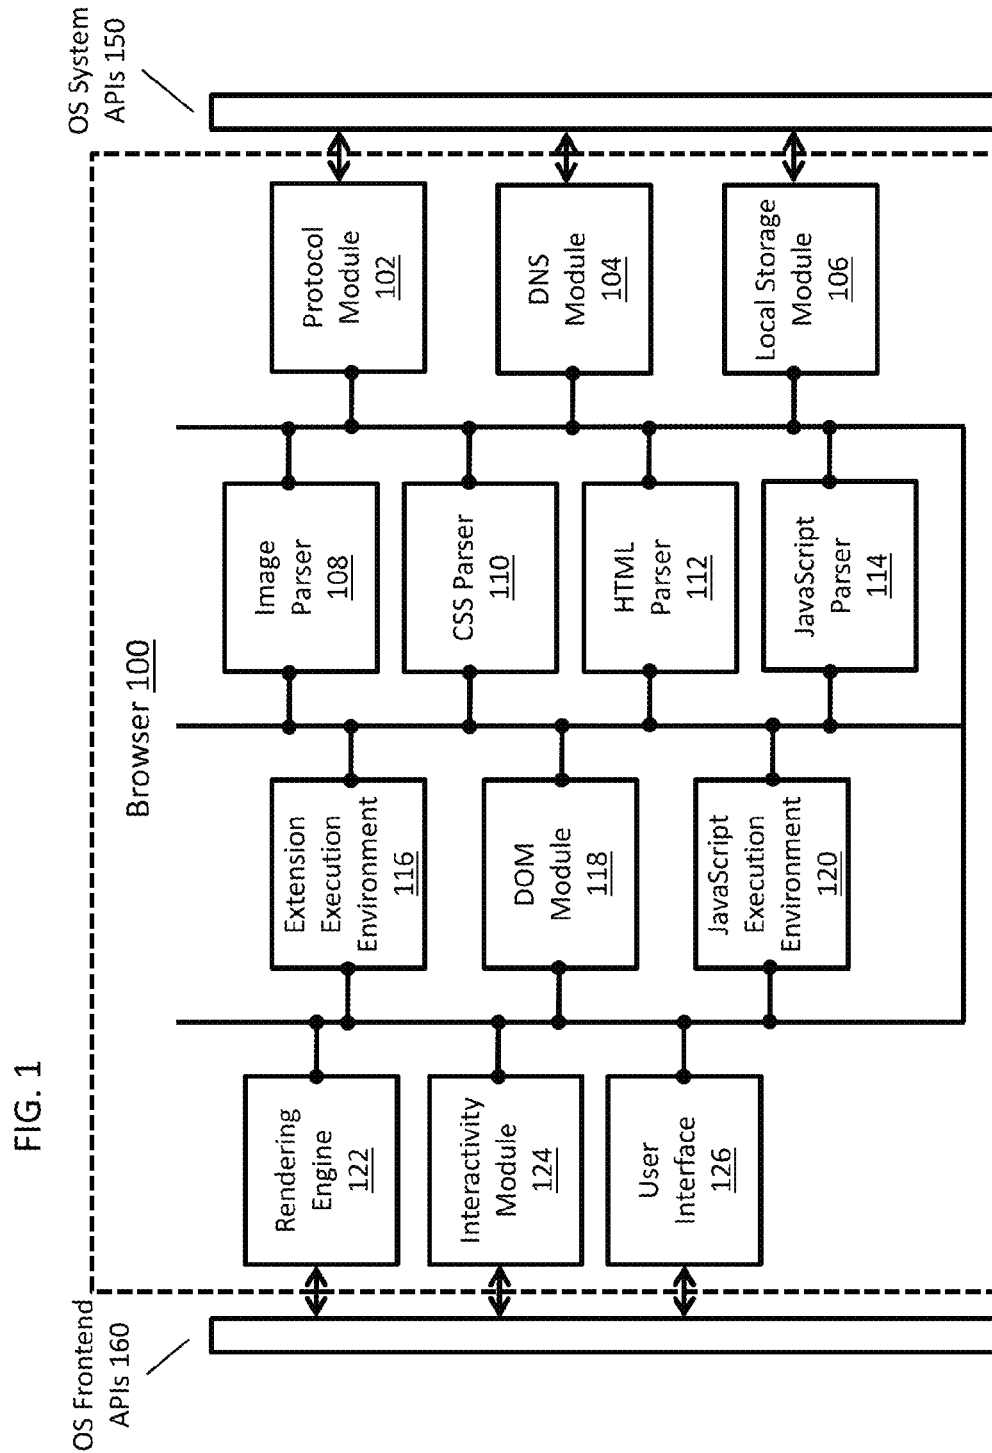 FIG. 1
OS Frontend
APIs 160
Browser 100
OS System
APIs 150
Rendering
Engine
122
Interactivity
Module
124
User
Interface
126
Extension
Execution
Environment
116
DOM
Module
118
JavaScript
Execution
Environment
120
Image
Parser
108
CSS Parser
110
HTML
Parser
112
JavaScript
Parser
114
Protocol
Module
102
DNS
Module
104
Local Storage
Module
106